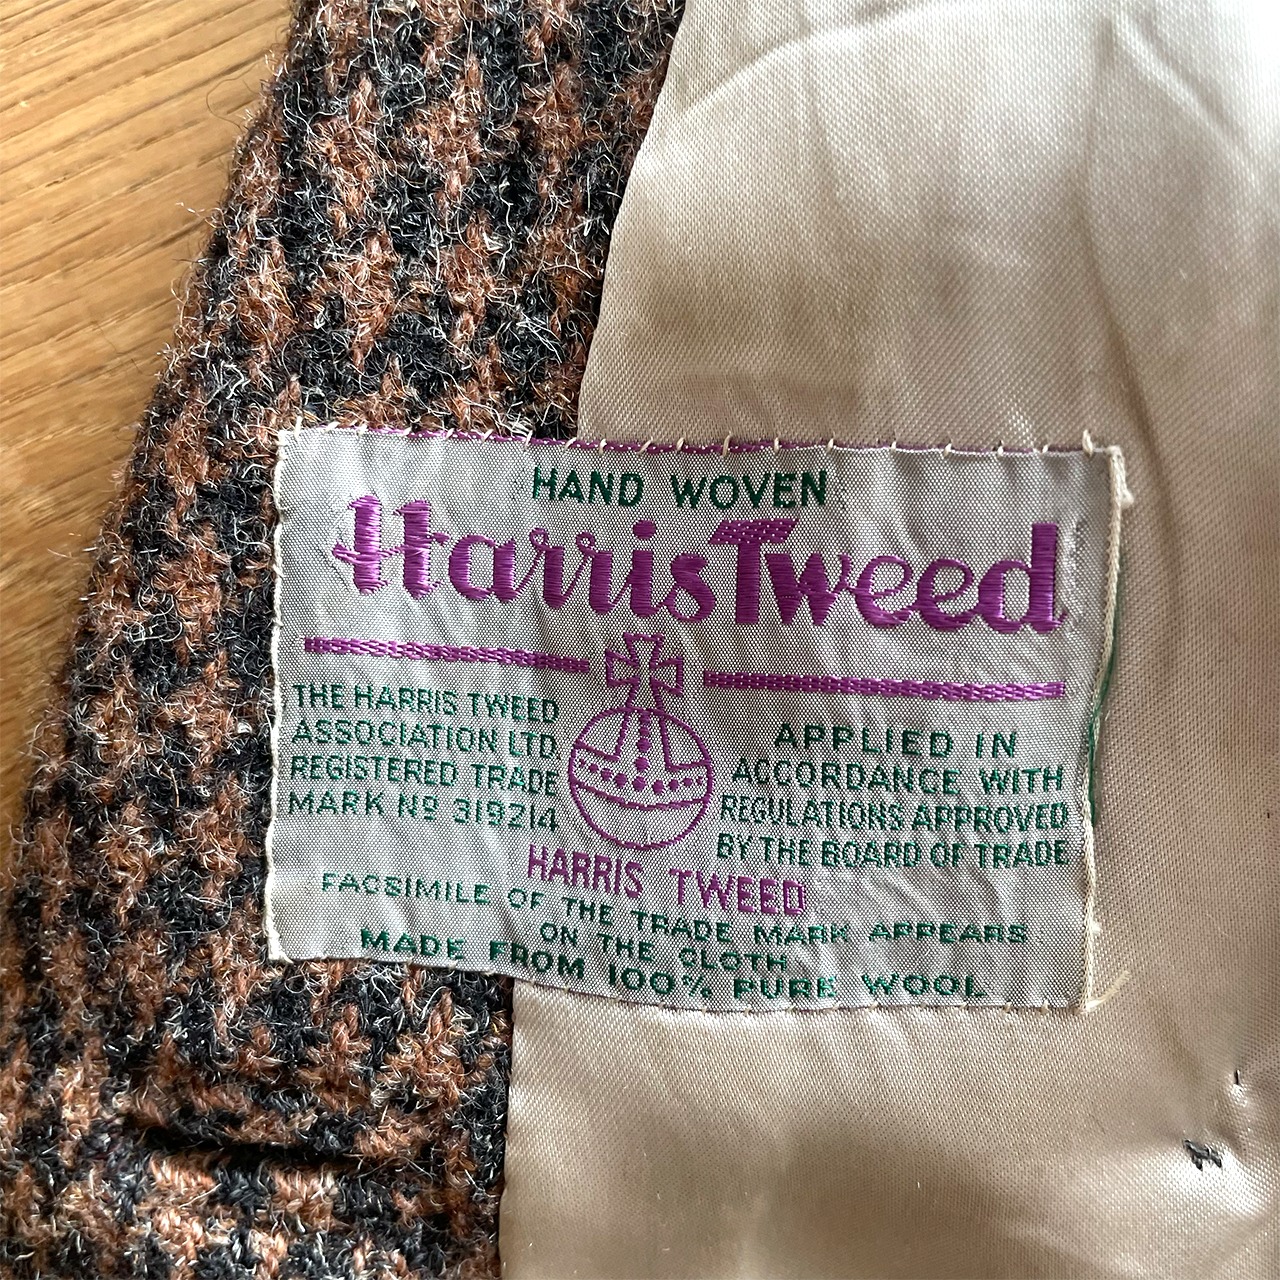 HAND WOVEN
Harris Tweed
THE HARRIS TWEED
ASSOCIATION LTD.
REGISTERED TRADE
MARK Nº 319214
APPLIED IN
ACCORDANCE WITH
REGULATIONS APPROVED
BY THE BOARD OF TRADE
HARRIS TWEED
FACSIMILE OF THE TRADE MARK APPEARS
ON THE CLOTH
MADE FROM 100% PURE WOOL